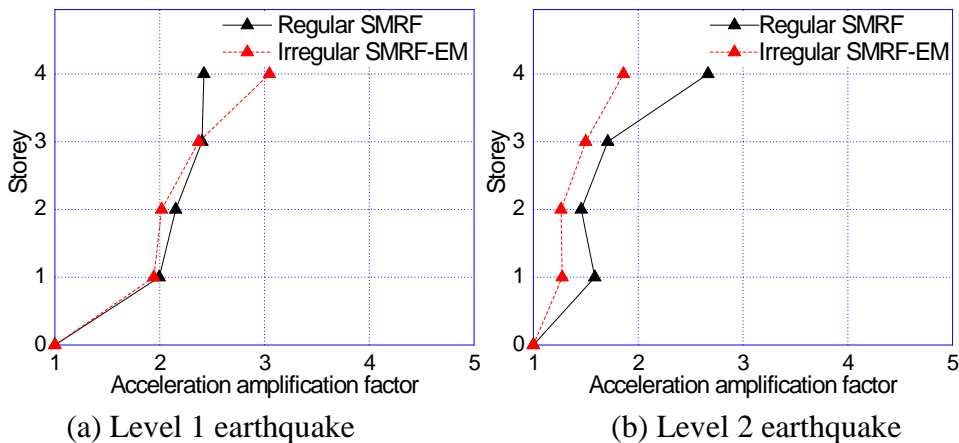 Regular SMRF
Irregular SMRF-EM
4
3
2
1
0
Storey
1 2 3 4 5
Acceleration amplification factor
(a) Level 1 earthquake
Regular SMRF
Irregular SMRF-EM
4
3
2
1
0
Storey
1 2 3 4 5
Acceleration amplification factor
(b) Level 2 earthquake